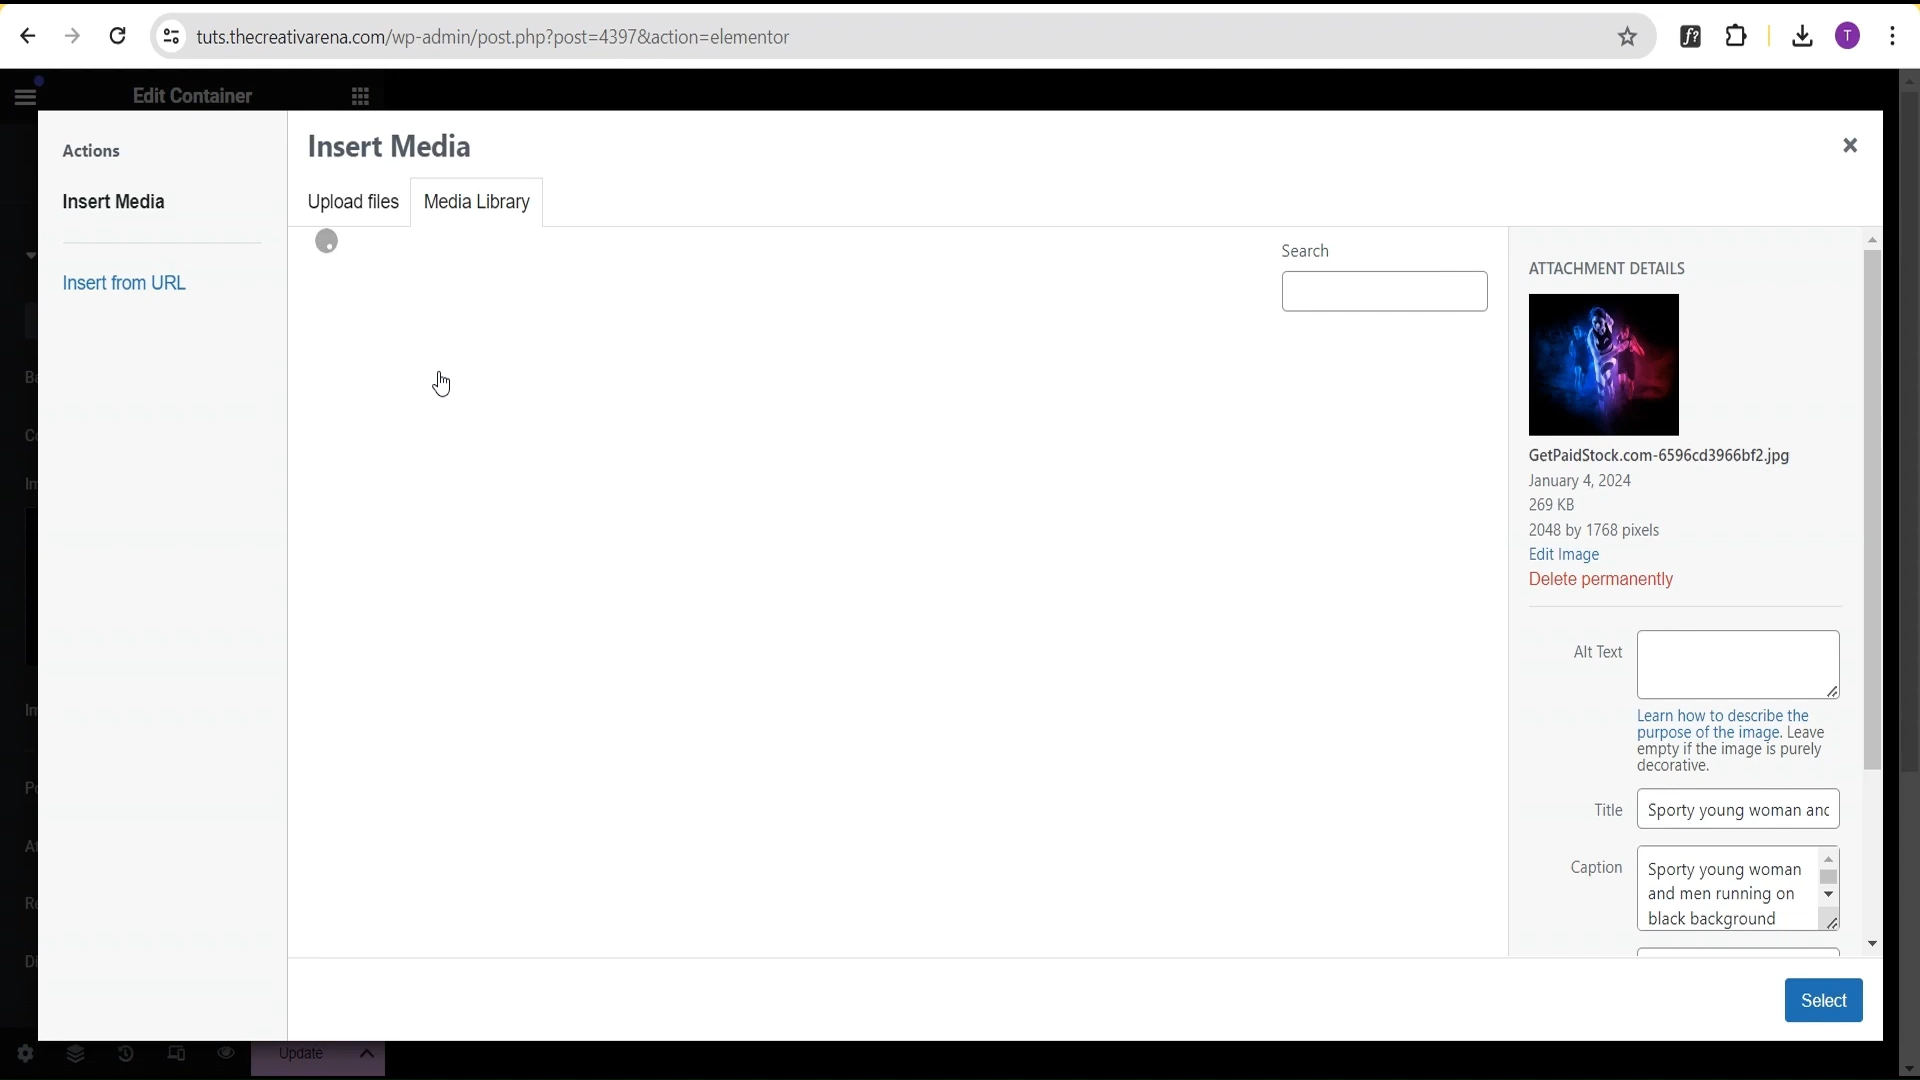 tuts.thecreativarena.com/wp-admin/post.php?post=4397&action=elementor
f?
T
Edit Container
Actions
Insert Media
Insert from URL
Insert Media
Upload files
Media Library
Search
ATTACHMENT DETAILS
GetPaidStock.com-6596cd3966bf2.jpg
January 4, 2024
269 KB
2048 by 1768 pixels
Edit Image
Delete permanently
Alt Text
Learn how to describe the
purpose of the image. Leave
empty if the image is purely
decorative.
Title
Sporty young woman anc
Caption
Sporty young woman
and men running on
black background
Select
Update